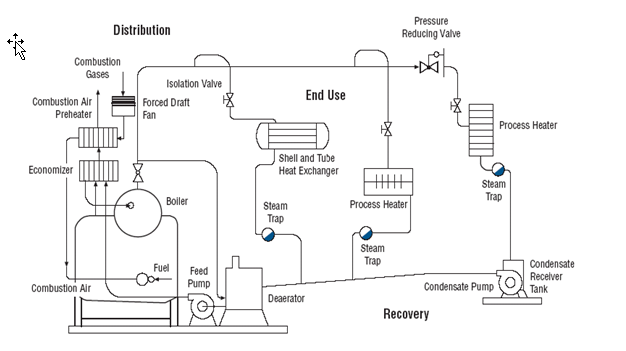 Distribution
Pressure
Reducing Valve
Combustion
Gases
Isolation Valve
End Use
Combustion Air
Preheater
Forced Draft
Fan
Process Heater
Shell and Tube
Heat Exchanger
Economizer
Steam
Trap
Boiler
Process Heater
Steam
Trap
Steam
Trap
Fuel
Feed
Pump
Condensate
Receiver
Tank
Combustion Air
Condensate Pump
Deaerator
Recovery